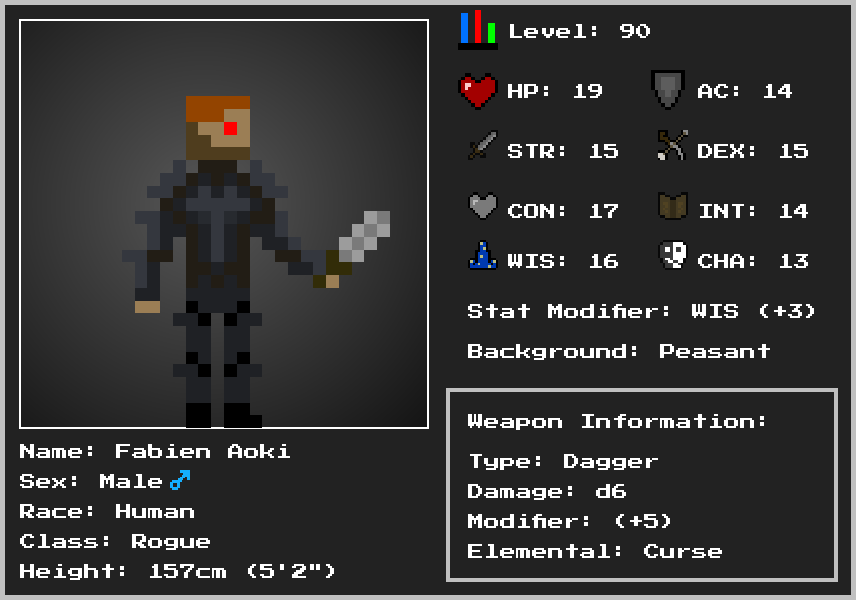 Level: 90
HP: 19
AC: 14
STR: 15
DEX: 15
CON: 17
INT: 14
WIS: 16
CHA: 13
Stat Modifier: WIS (+3)
Background: Peasant
Weapon Information:
Type: Dagger
Damage: d6
Modifier: (+5)
Elemental: Curse
Name: Fabien Aoki
Sex: Male♂
Race: Human
Class: Rogue
Height: 157cm (5'2")